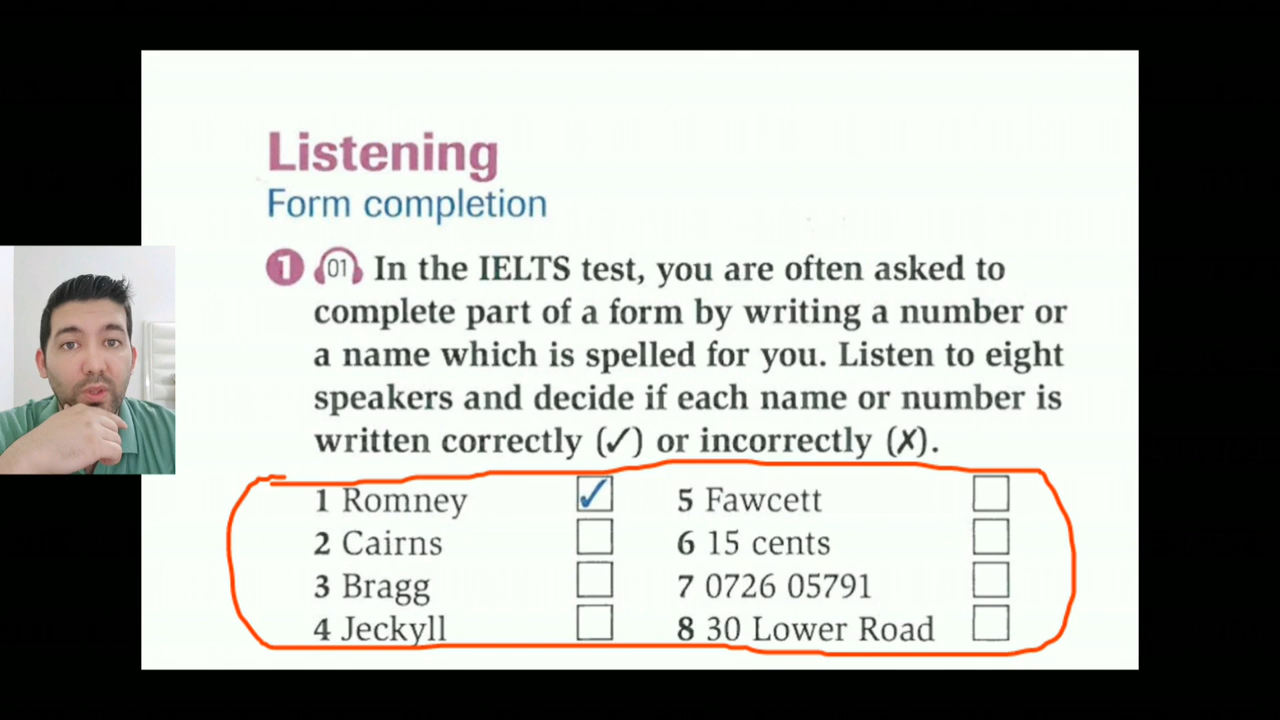 Listening
Form completion
1 01 In the IELTS test, you are often asked to
complete part of a form by writing a number or
a name which is spelled for you. Listen to eight
speakers and decide if each name or number is
written correctly (✓) or incorrectly (✗).
1 Romney ✓
2 Cairns
3 Bragg
4 Jeckyll
5 Fawcett
6 15 cents
7 0726 05791
8 30 Lower Road